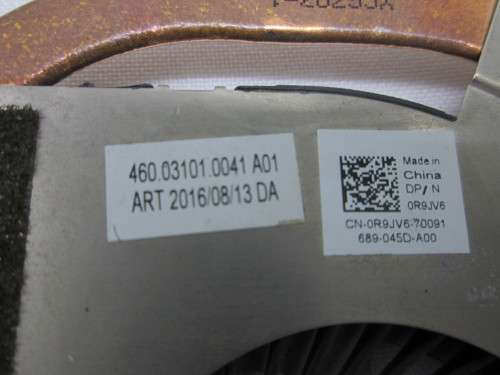 460.03101.0041 A01
ART 2016/08/13 DA
Made in
China
DP/N
0R9JV6
CN-0R9JV6-70091
689-045D-A00